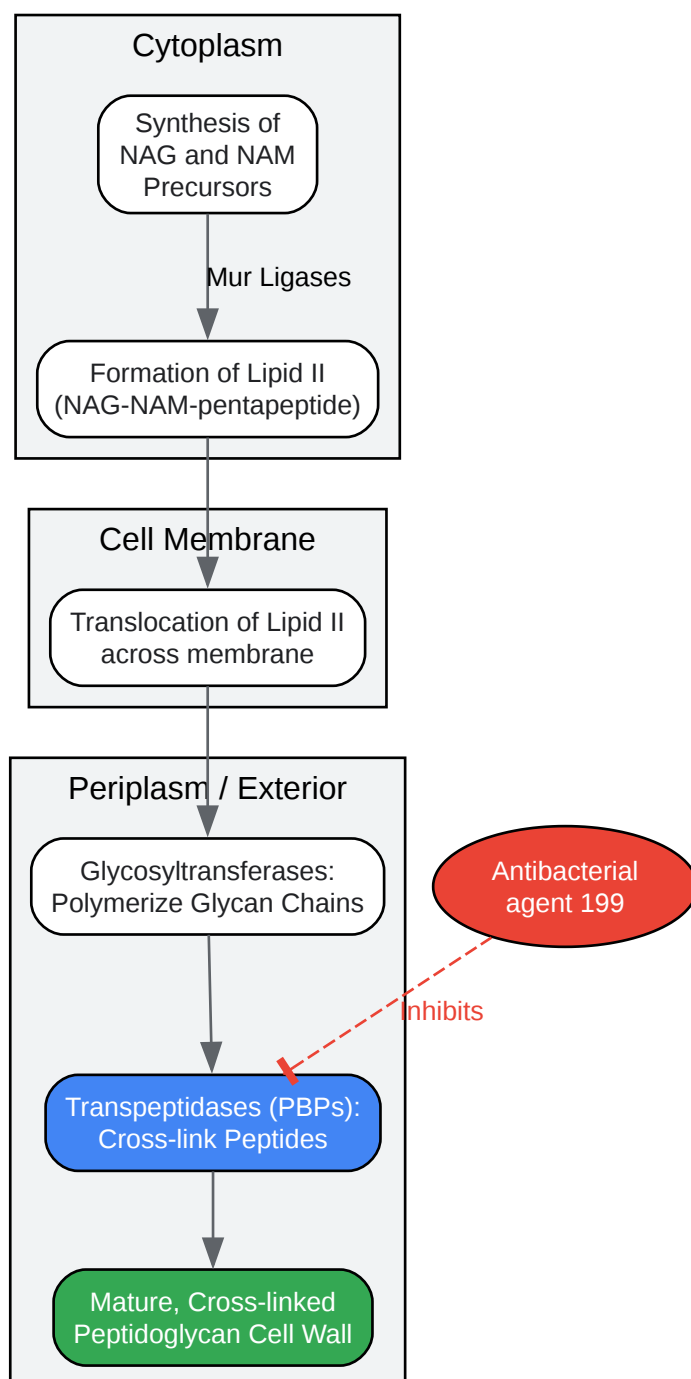 Cytoplasm
Synthesis of
NAG and NAM
Precursors
Mur Ligases
Formation of Lipid II
(NAG-NAM-pentapeptide)
Cell Membrane
Translocation of Lipid II
across membrane
Periplasm / Exterior
Glycosyltransferases:
Polymerize Glycan Chains
Antibacterial
agent 199
Inhibits
Transpeptidases (PBPs):
Cross-link Peptides
Mature, Cross-linked
Peptidoglycan Cell Wall